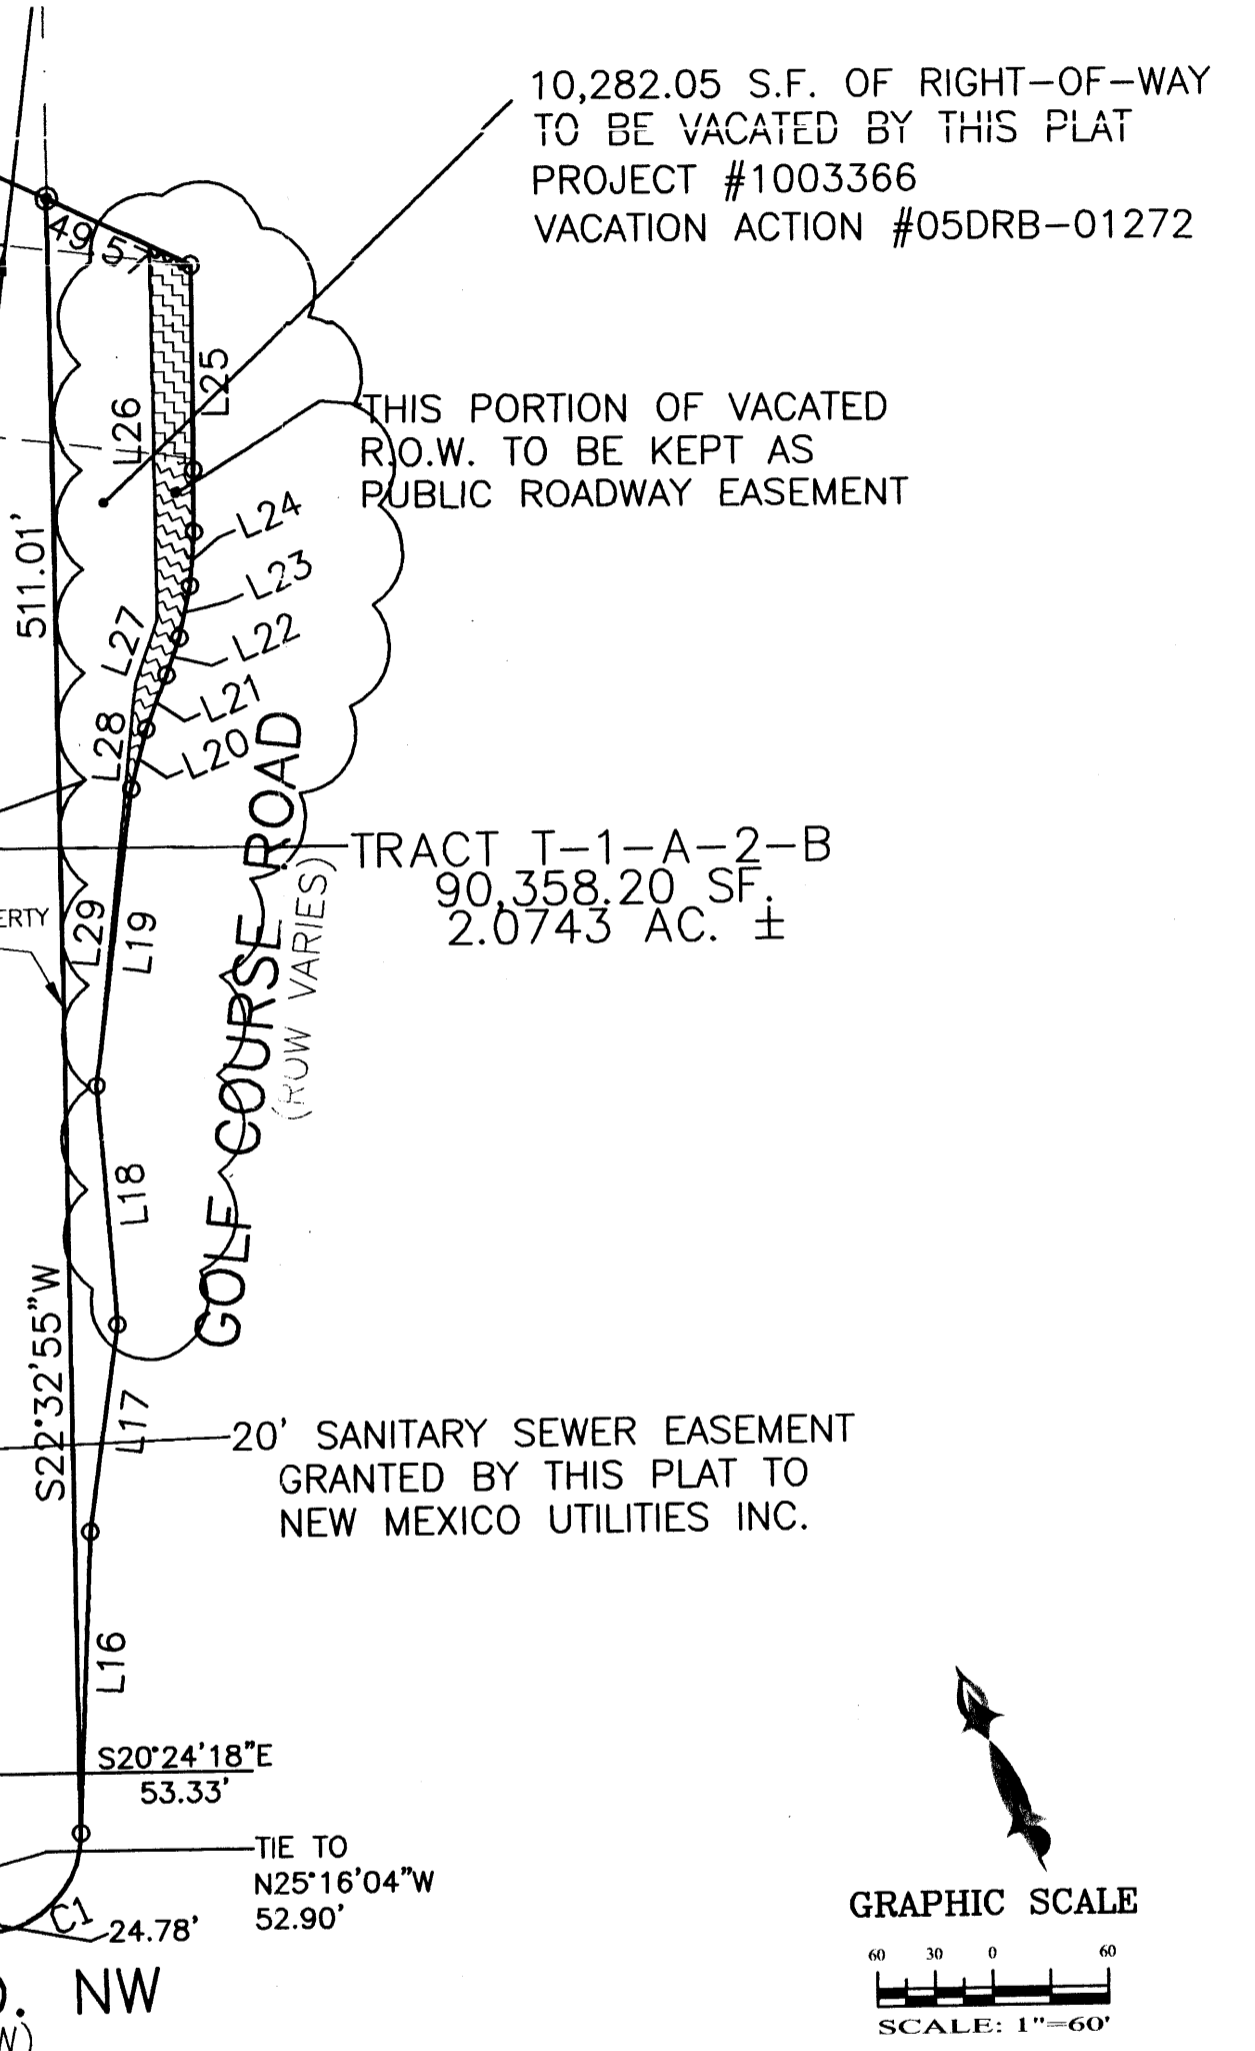 10,282.05 S.F. OF RIGHT-OF-WAY
TO BE VACATED BY THIS PLAT
PROJECT #1003366
VACATION ACTION #05DRB-01272
49.57
L25
L26
THIS PORTION OF VACATED
R.O.W. TO BE KEPT AS
PUBLIC ROADWAY EASEMENT
L24
511.01'
L23
L22
L27
L21
L28
L20
TRACT T-1-A-2-B
90,358.20 SF.
2.0743 AC. ±
ERTY
L29
L19
GOLF COURSE ROAD
(ROW VARIES)
L18
S22°32'55"W
L17
20' SANITARY SEWER EASEMENT
GRANTED BY THIS PLAT TO
NEW MEXICO UTILITIES INC.
L16
S20°24'18"E
53.33'
TIE TO
N25°16'04"W
52.90'
C1
24.78'
. NW
W)
GRAPHIC SCALE
60 30 0 60
SCALE: 1"=60'